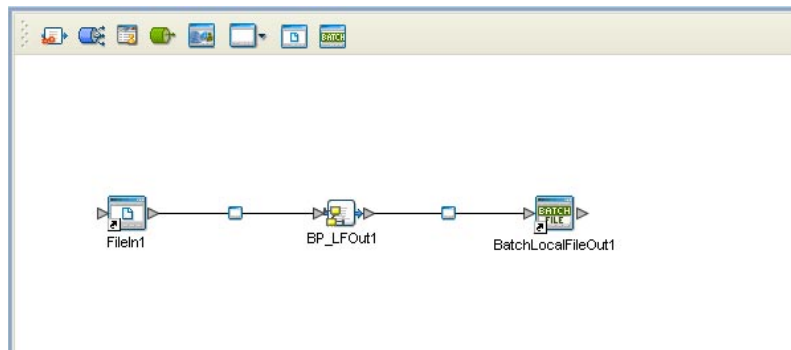 BATCH
BATCH
FILE
FileIn1
BP_LFOut1
BatchLocalFileOut1